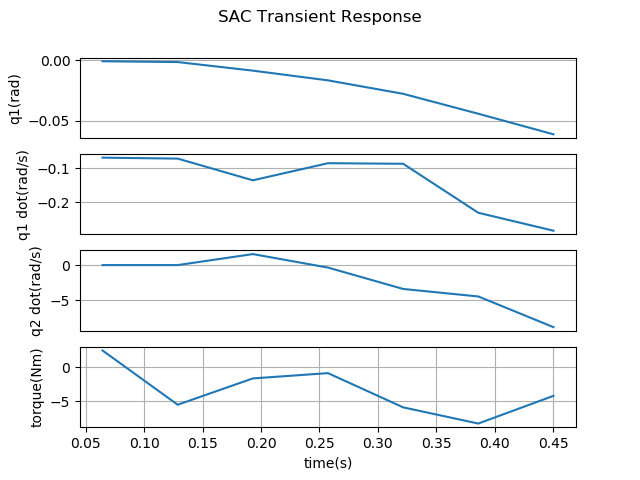 SAC Transient Response
q1(rad)
0.00
−0.05
q1 dot(rad/s)
−0.1
−0.2
q2 dot(rad/s)
0
−5
torque(Nm)
0
−5
0.05 0.10 0.15 0.20 0.25 0.30 0.35 0.40 0.45
time(s)